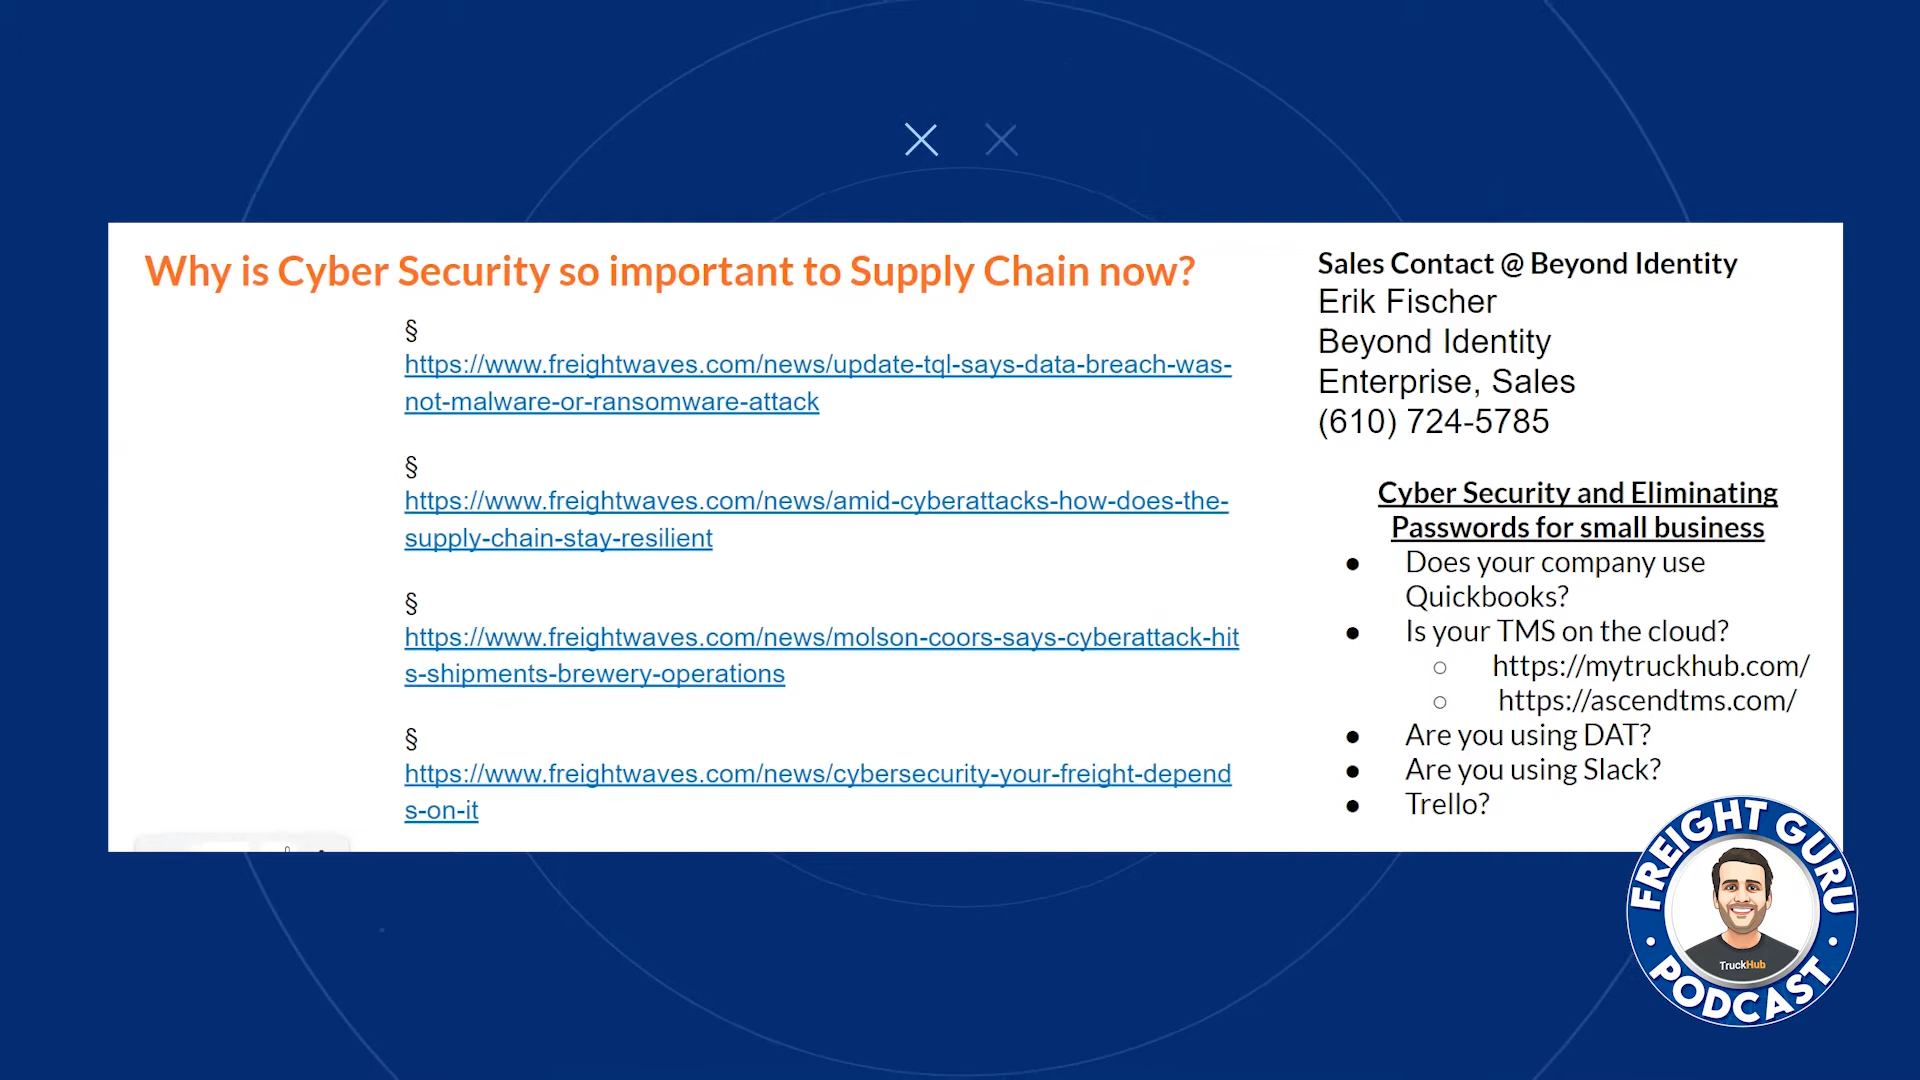 Why is Cyber Security so important to Supply Chain now?
§
https://www.freightwaves.com/news/update-tql-says-data-breach-was-
not-malware-or-ransomware-attack
§
https://www.freightwaves.com/news/amid-cyberattacks-how-does-the-
supply-chain-stay-resilient
§
https://www.freightwaves.com/news/molson-coors-says-cyberattack-hit
s-shipments-brewery-operations
§
https://www.freightwaves.com/news/cybersecurity-your-freight-depend
s-on-it
Sales Contact @ Beyond Identity
Erik Fischer
Beyond Identity
Enterprise, Sales
(610) 724-5785
Cyber Security and Eliminating
Passwords for small business
● Does your company use
Quickbooks?
● Is your TMS on the cloud?
○ https://mytruckhub.com/
○ https://ascendtms.com/
● Are you using DAT?
● Are you using Slack?
● Trello?
FREIGHT GURU
TruckHub
PODCAST